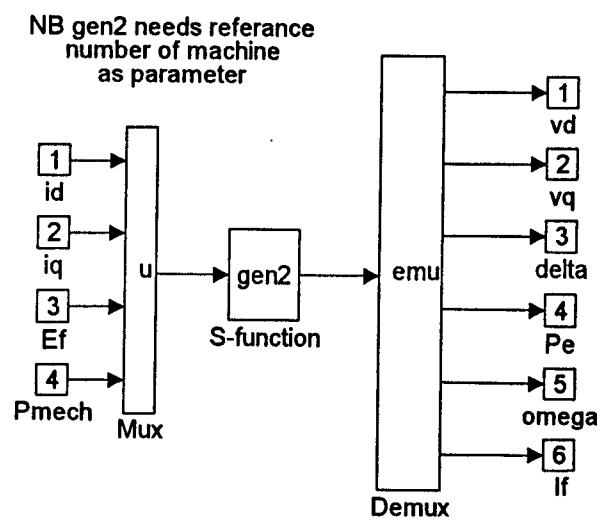 NB gen2 needs referance
number of machine
as parameter
1
id
2
iq
3
Ef
4
Pmech
u
Mux
gen2
S-function
emu
Demux
1
vd
2
vq
3
delta
4
Pe
5
omega
6
If